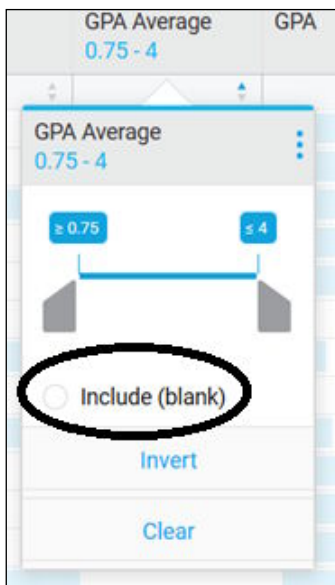 GPA Average GPA
0.75 - 4
GPA Average
0.75 - 4
≥ 0.75 ≤ 4
Include (blank)
Invert
Clear